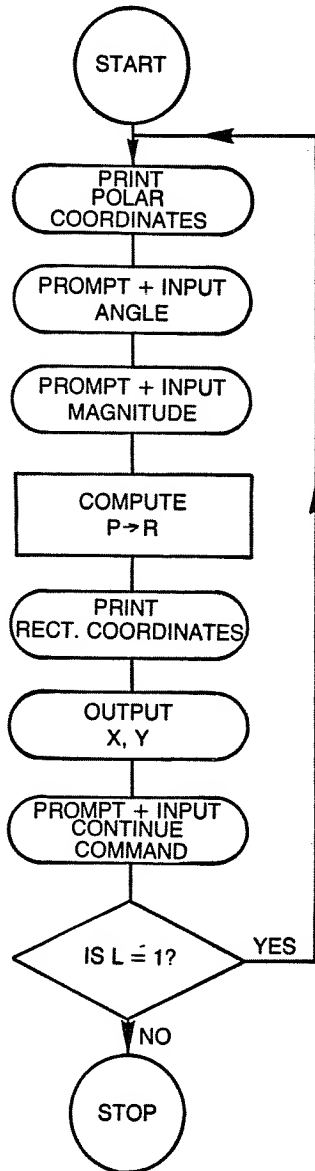 START
PRINT
POLAR
COORDINATES
PROMPT + INPUT
ANGLE
PROMPT + INPUT
MAGNITUDE
COMPUTE
P→R
PRINT
RECT. COORDINATES
OUTPUT
X, Y
PROMPT + INPUT
CONTINUE
COMMAND
IS L = 1?
YES
NO
STOP